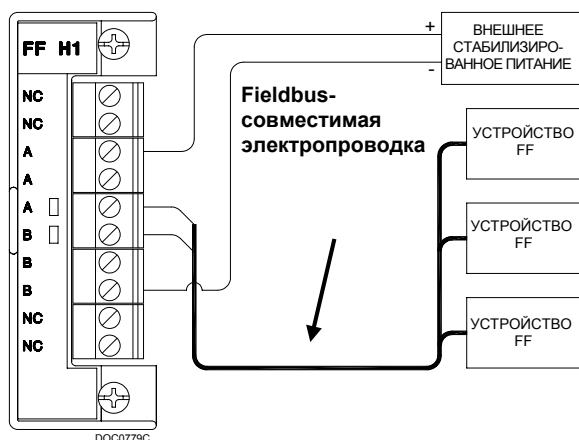 FF H1
NC
NC
A
A
A
B
B
B
NC
NC
DOC0779C
+
-
ВНЕШНЕЕ
СТАБИЛИЗИРО-
ВАННОЕ ПИТАНИЕ
Fieldbus-
совместимая
электропроводка
УСТРОЙСТВО
FF
УСТРОЙСТВО
FF
УСТРОЙСТВО
FF